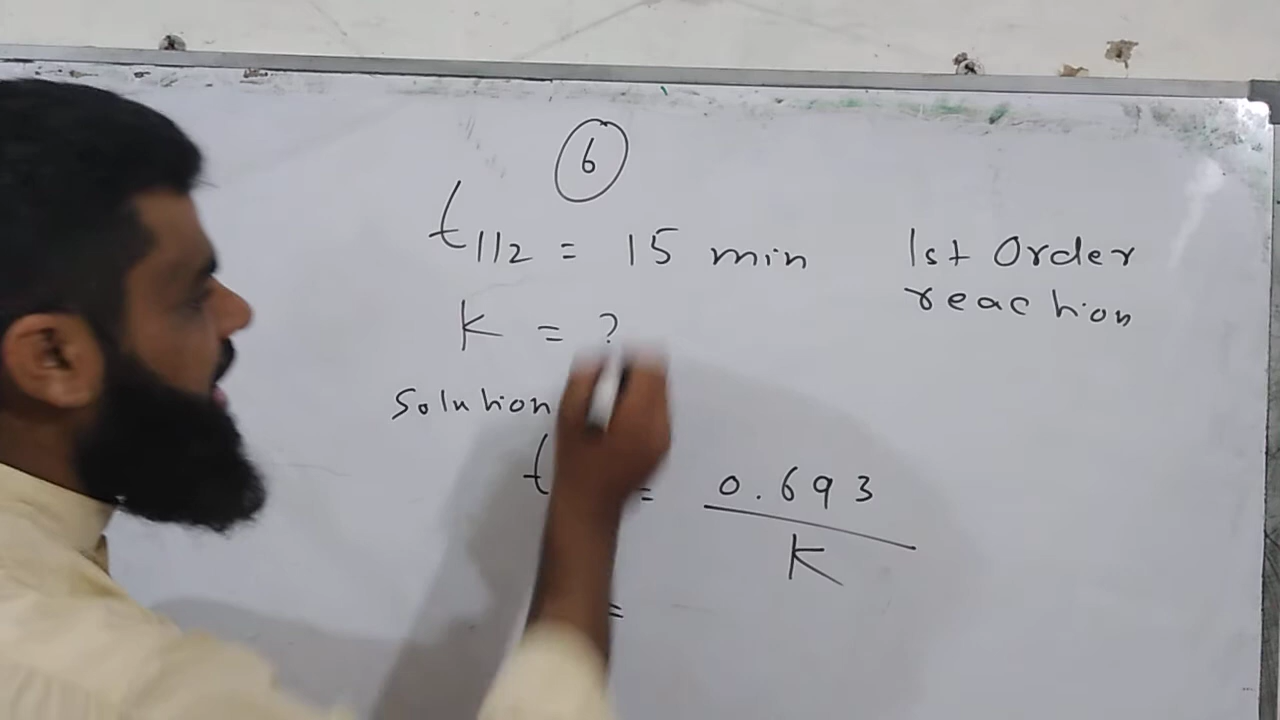 6
t1/2 = 15 min
1st Order
reaction
K = ?
Solution
t = 0.693
K
=